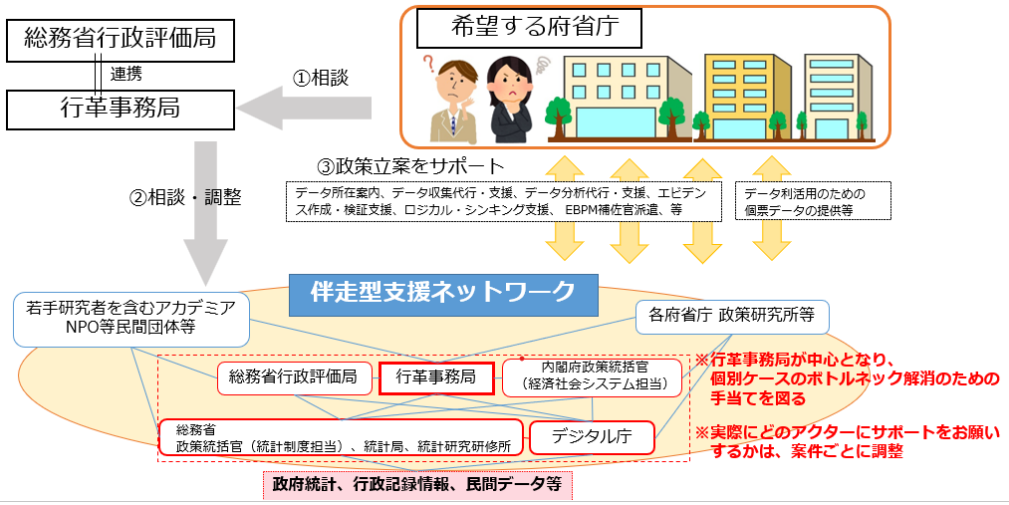 総務省行政評価局
連携
行革事務局
希望する府省庁
①相談
②相談・調整
③政策立案をサポート
データ所在案内、データ収集代行・支援、データ分析代行・支援、エビデン
ス作成・検証支援、ロジカル・シンキング支援、 EBPM補佐官派遣、等
データ利活用のための
個票データの提供等
伴走型支援ネットワーク
若手研究者を含むアカデミア
NPO等民間団体等
各府省庁 政策研究所等
総務省行政評価局
行革事務局
内閣府政策統括官
（経済社会システム担当）
総務省
政策統括官（統計制度担当）、統計局、統計研究研修所
デジタル庁
※行革事務局が中心となり、
個別ケースのボトルネック解消のための
手当てを図る
※実際にどのアクターにサポートをお願い
するかは、案件ごとに調整
政府統計、行政記録情報、民間データ等